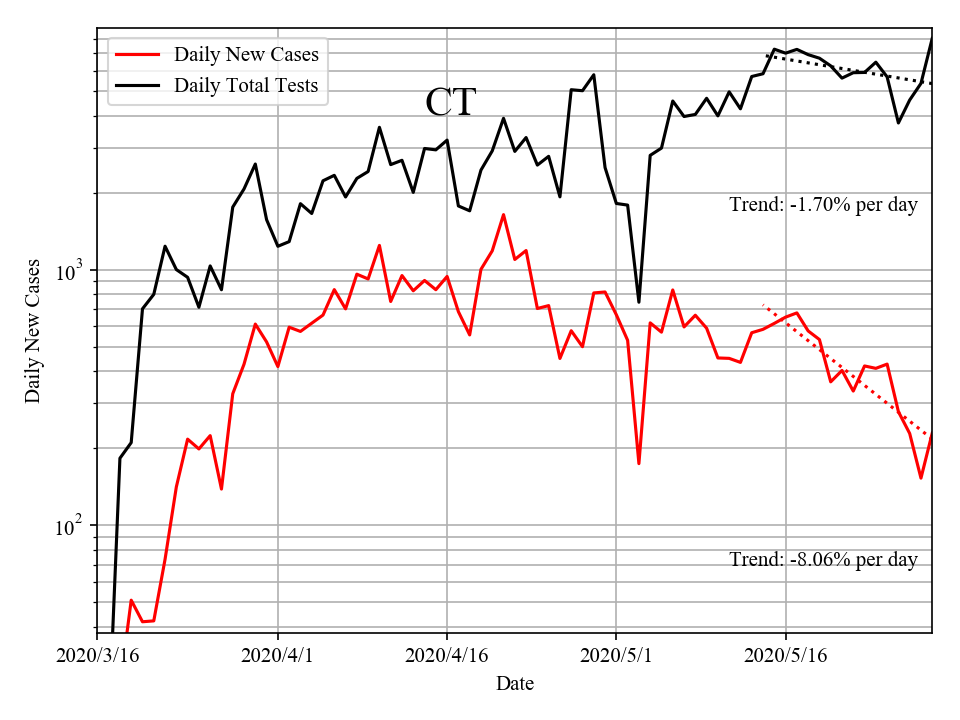 Daily New Cases
Daily Total Tests
CT
Trend: -1.70% per day
Trend: -8.06% per day
Daily New Cases
10³
10²
2020/3/16
2020/4/1
2020/4/16
2020/5/1
2020/5/16
Date